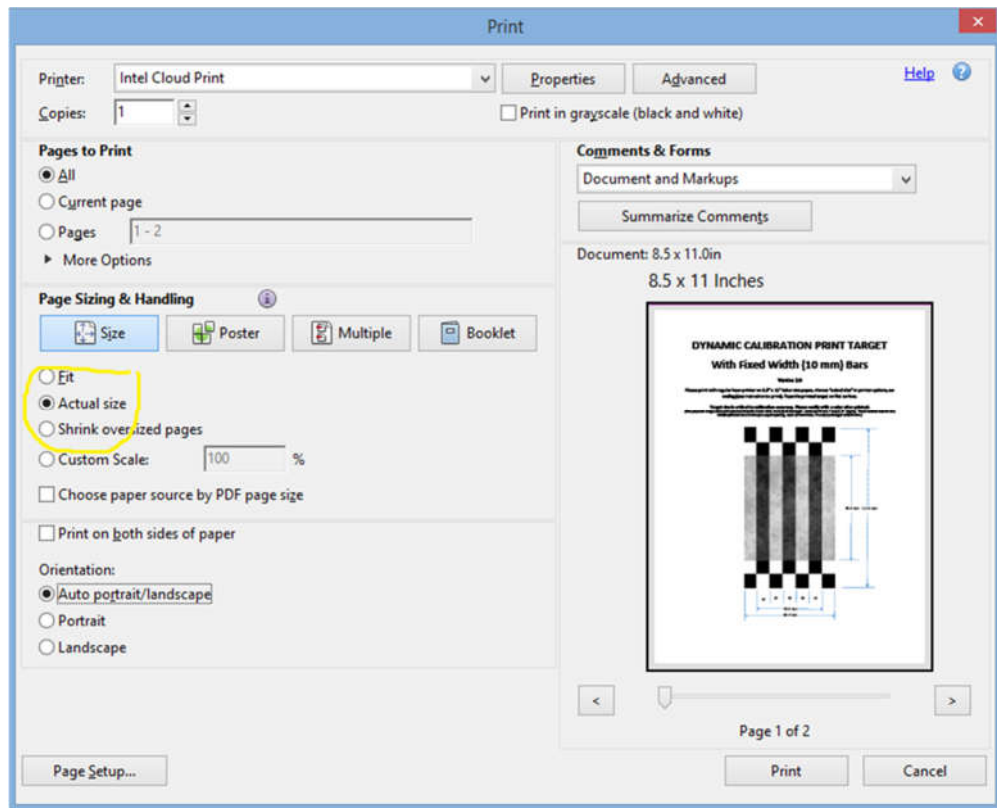 Print
Printer: Intel Cloud Print Properties Advanced Help
Copies: 1 Print in grayscale (black and white)
Pages to Print
All
Current page
Pages 1 - 2
More Options
Page Sizing & Handling
Size Poster Multiple Booklet
Fit
Actual size
Shrink oversized pages
Custom Scale: 100 %
Choose paper source by PDF page size
Print on both sides of paper
Orientation:
Auto portrait/landscape
Portrait
Landscape
Comments & Forms
Document and Markups
Summarize Comments
Document: 8.5 x 11.0in
8.5 x 11 Inches
DYNAMIC CALIBRATION PRINT TARGET
With Fixed Width (10 mm) Bars
< >
Page 1 of 2
Page Setup... Print Cancel